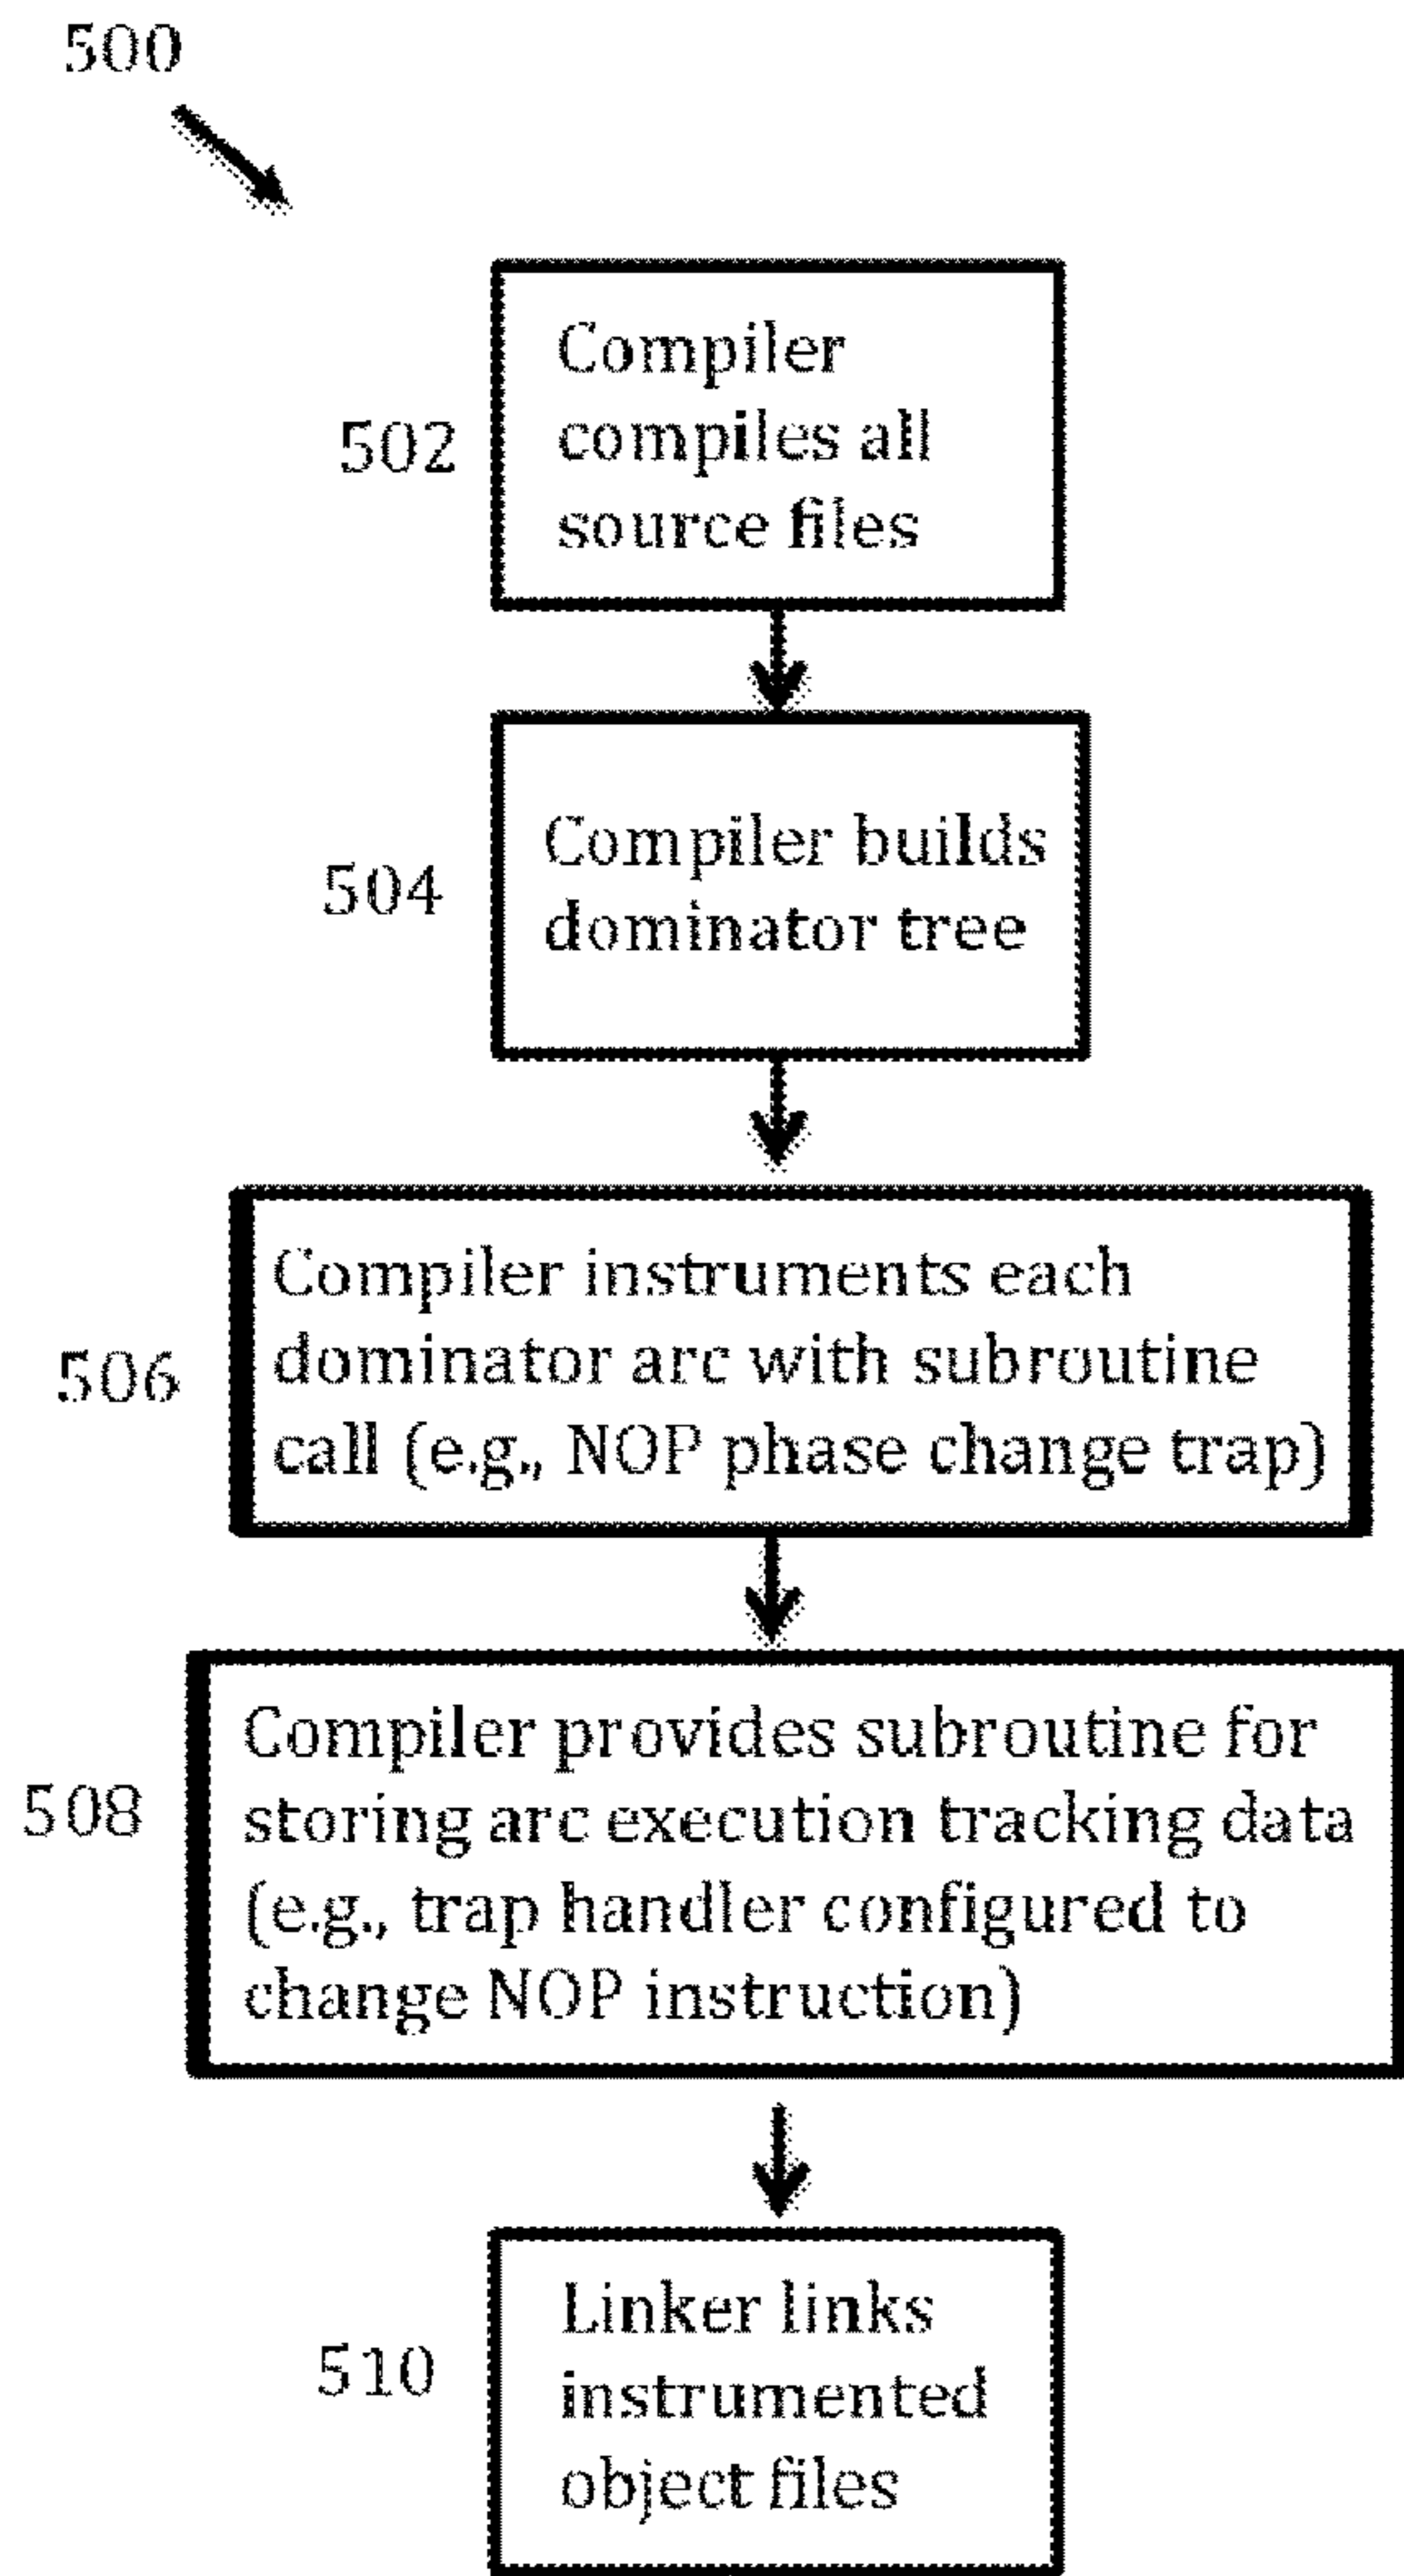 500
502
Compiler
compiles all
source files
504
Compiler builds
dominator tree
506
Compiler instruments each
dominator arc with subroutine
call (e.g., NOP phase change trap)
508
Compiler provides subroutine for
storing arc execution tracking data
(e.g., trap handler configured to
change NOP instruction)
510
Linker links
instrumented
object files